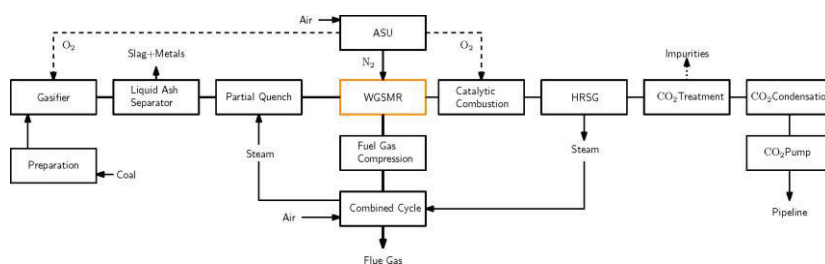 Air
ASU
O₂
O₂
N₂
Slag+Metals
Impurities
Gasifier
Liquid Ash
Separator
Partial Quench
WGSMR
Catalytic
Combustion
HRSG
CO₂Treatment
CO₂Condensation
Steam
Fuel Gas
Compression
Steam
Preparation
Coal
CO₂Pump
Air
Combined Cycle
Pipeline
Flue Gas